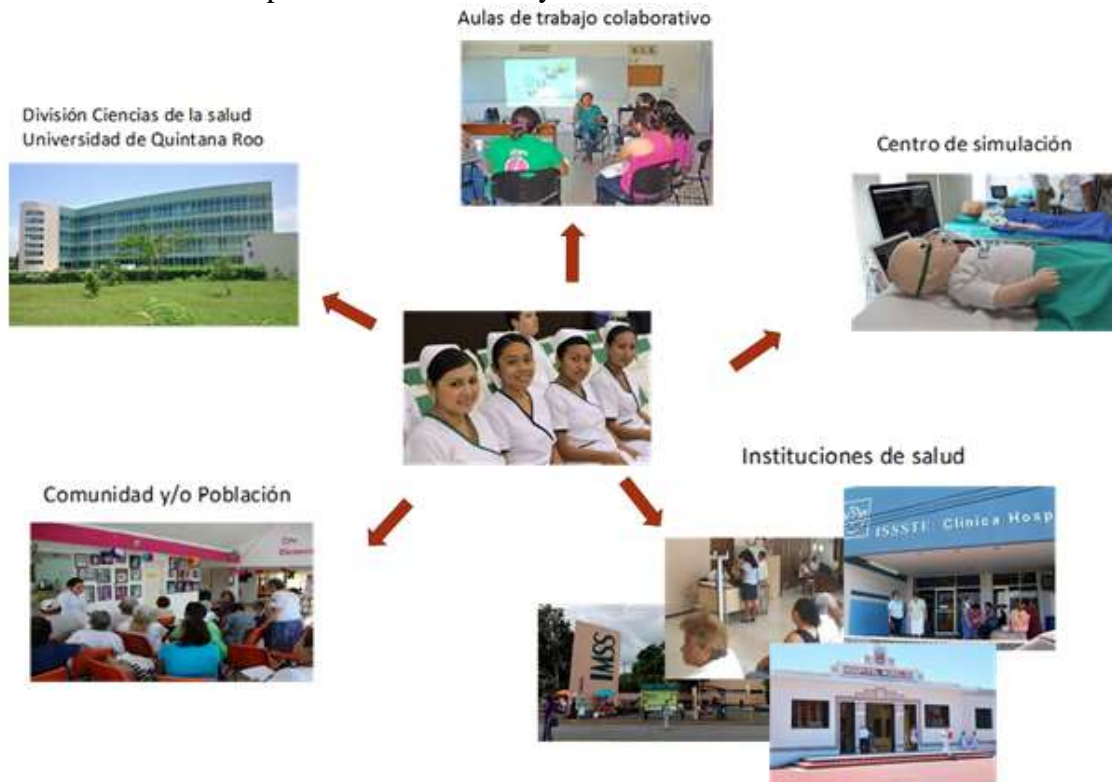 Aulas de trabajo colaborativo
División Ciencias de la salud
Universidad de Quintana Roo
Centro de simulación
Comunidad y/o Población
Instituciones de salud
ISSSTE Clínica Hosp
IMSS